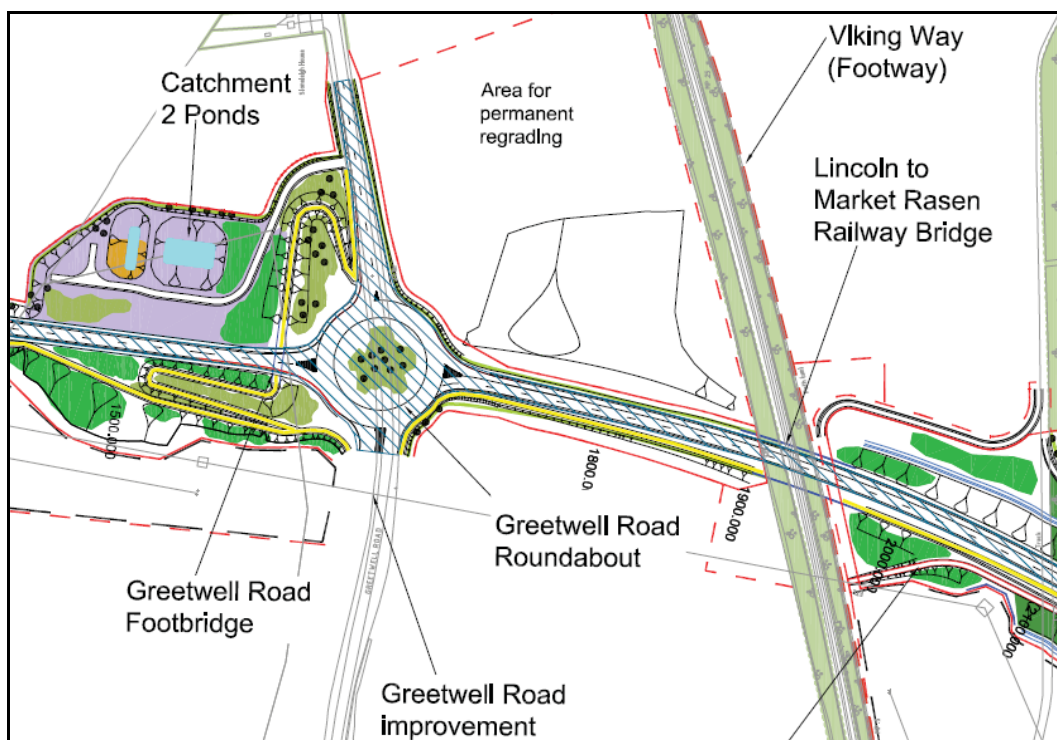 Catchment
2 Ponds
Area for
permanent
regrading
Viking Way
(Footway)
Lincoln to
Market Rasen
Railway Bridge
1500.000
1800.0
1900.000
2000.000
2100.000
GREETWELL ROAD
Greetwell Road
Roundabout
Greetwell Road
Footbridge
Greetwell Road
improvement